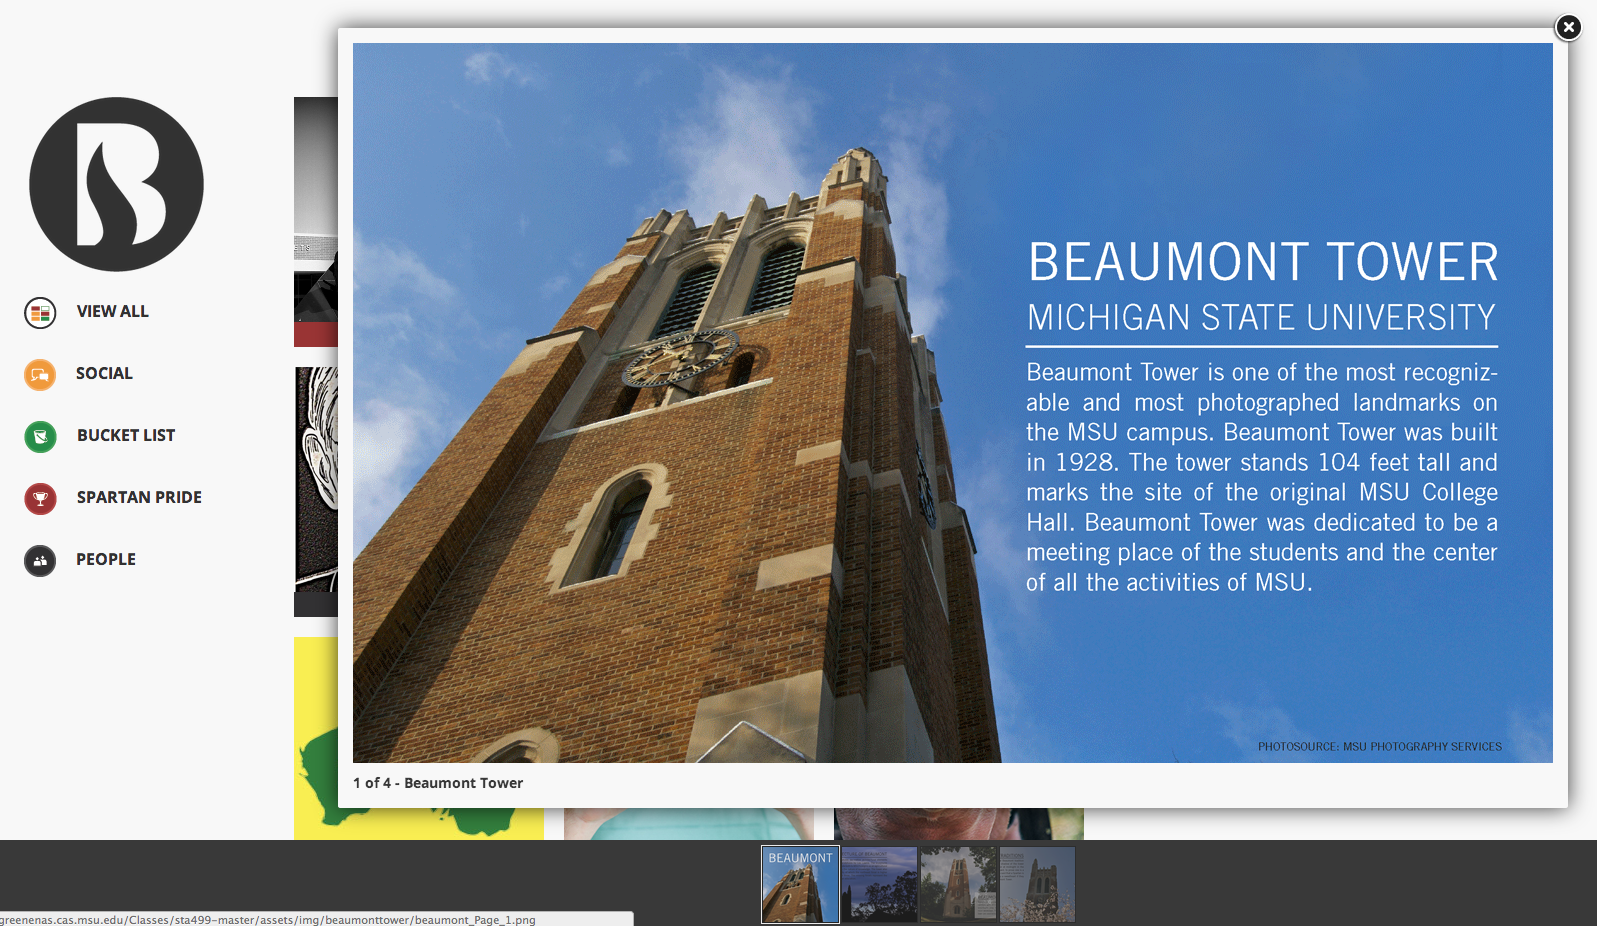 VIEW ALL
SOCIAL
BUCKET LIST
SPARTAN PRIDE
PEOPLE
BEAUMONT TOWER
MICHIGAN STATE UNIVERSITY
Beaumont Tower is one of the most recogniz-
able and most photographed landmarks on
the MSU campus. Beaumont Tower was built
in 1928. The tower stands 104 feet tall and
marks the site of the original MSU College
Hall. Beaumont Tower was dedicated to be a
meeting place of the students and the center
of all the activities of MSU.
PHOTOSOURCE: MSU PHOTOGRAPHY SERVICES
1 of 4 - Beaumont Tower
BEAUMONT
greenenas.cas.msu.edu/Classes/sta499-master/assets/img/beaumonttower/beaumont_Page_1.png